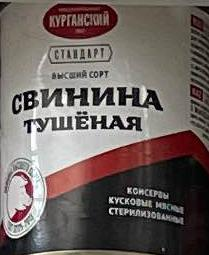 КУРГАНСКИЙ
СТАНДАРТ
ВЫСШИЙ СОРТ
СВИНИНА
ТУШЁНАЯ
КОНСЕРВЫ
КУСКОВЫЕ МЯСНЫЕ
СТЕРИЛИЗОВАННЫЕ